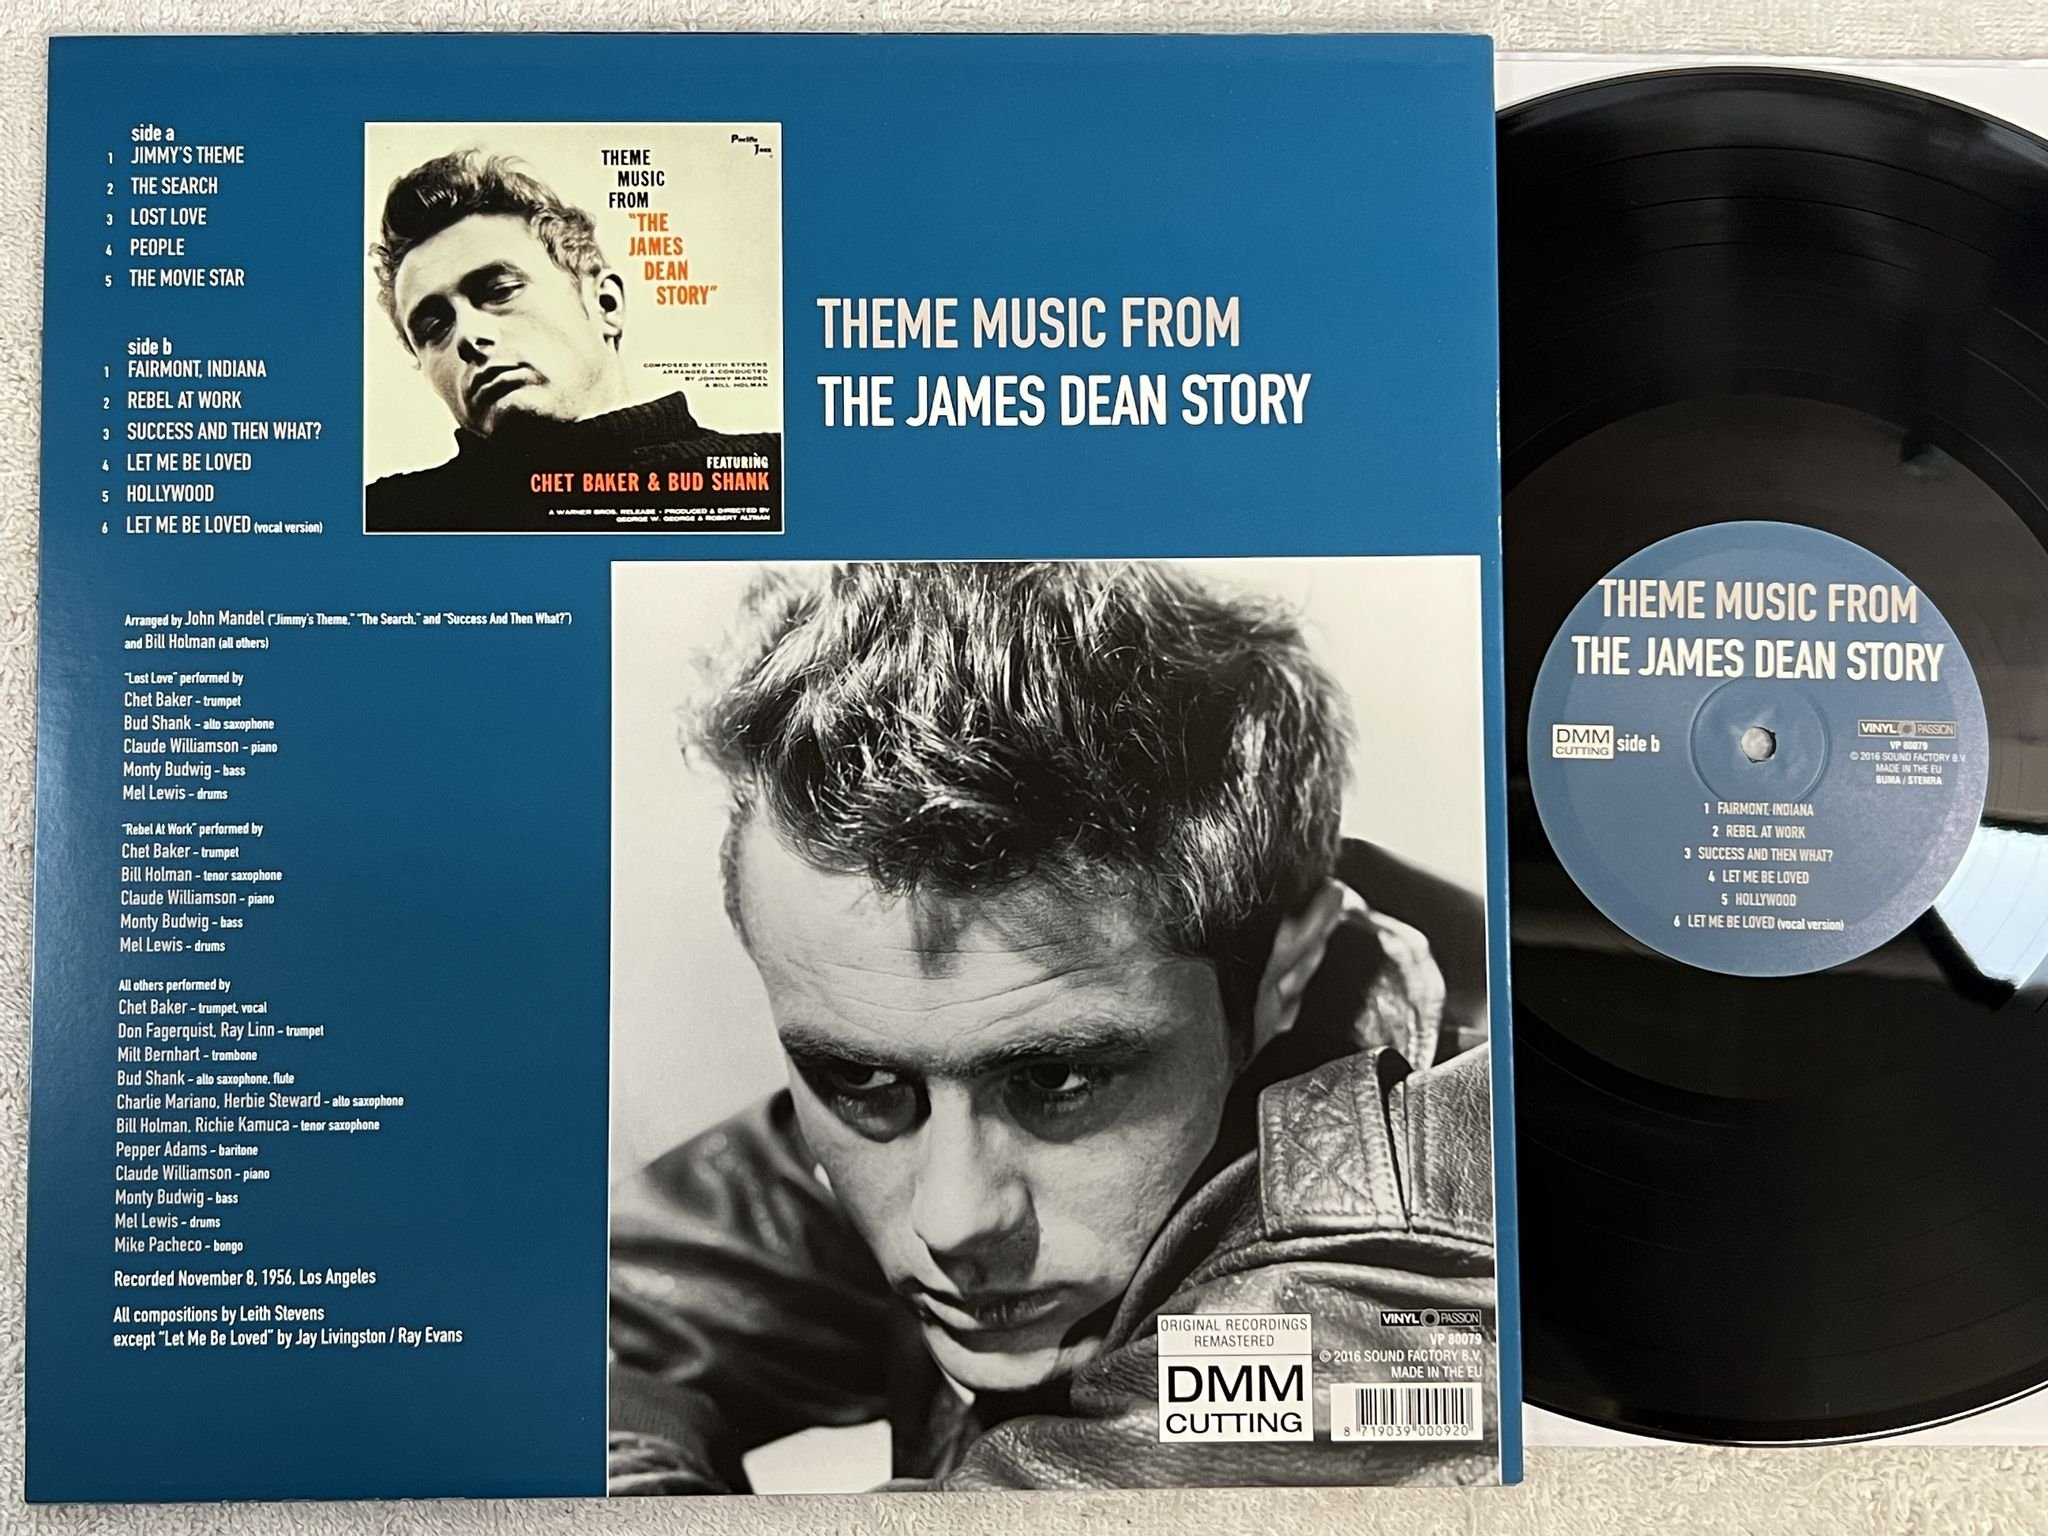 side a
1 JIMMY'S THEME
2 THE SEARCH
3 LOST LOVE
4 PEOPLE
5 THE MOVIE STAR
side b
1 FAIRMONT, INDIANA
2 REBEL AT WORK
3 SUCCESS AND THEN WHAT?
4 LET ME BE LOVED
5 HOLLYWOOD
6 LET ME BE LOVED (vocal version)
Pacific
Jazz
THEME
MUSIC
FROM
"THE
JAMES
DEAN
STORY"
COMPOSED BY LEITH STEVENS
ARRANGED & CONDUCTED
BY JOHNNY MANDEL
& BILL HOLMAN
FEATURING
CHET BAKER & BUD SHANK
A WARNER BROS. RELEASE • PRODUCED & DIRECTED BY
GEORGE W. GEORGE & ROBERT ALTMAN
THEME MUSIC FROM
THE JAMES DEAN STORY
Arranged by John Mandel ("Jimmy's Theme," "The Search," and "Success And Then What?")
and Bill Holman (all others)
"Lost Love" performed by
Chet Baker - trumpet
Bud Shank - alto saxophone
Claude Williamson - piano
Monty Budwig - bass
Mel Lewis - drums
"Rebel At Work" performed by
Chet Baker - trumpet
Bill Holman - tenor saxophone
Claude Williamson - piano
Monty Budwig - bass
Mel Lewis - drums
All others performed by
Chet Baker - trumpet, vocal
Don Fagerquist, Ray Linn - trumpet
Milt Bernhart - trombone
Bud Shank - alto saxophone, flute
Charlie Mariano, Herbie Steward - alto saxophone
Bill Holman, Richie Kamuca - tenor saxophone
Pepper Adams - baritone
Claude Williamson - piano
Monty Budwig - bass
Mel Lewis - drums
Mike Pacheco - bongo
Recorded November 8, 1956, Los Angeles
All compositions by Leith Stevens
except "Let Me Be Loved" by Jay Livingston / Ray Evans
ORIGINAL RECORDINGS
REMASTERED
DMM
CUTTING
VINYL PASSION
VP 80079
© 2016 SOUND FACTORY B.V.
MADE IN THE EU
8 719039 000920
THEME MUSIC FROM
THE JAMES DEAN STORY
DMM
CUTTING
side b
VINYL PASSION
VP 80079
© 2016 SOUND FACTORY B.V.
MADE IN THE EU
BUMA / STEMRA
1 FAIRMONT, INDIANA
2 REBEL AT WORK
3 SUCCESS AND THEN WHAT?
4 LET ME BE LOVED
5 HOLLYWOOD
6 LET ME BE LOVED (vocal version)